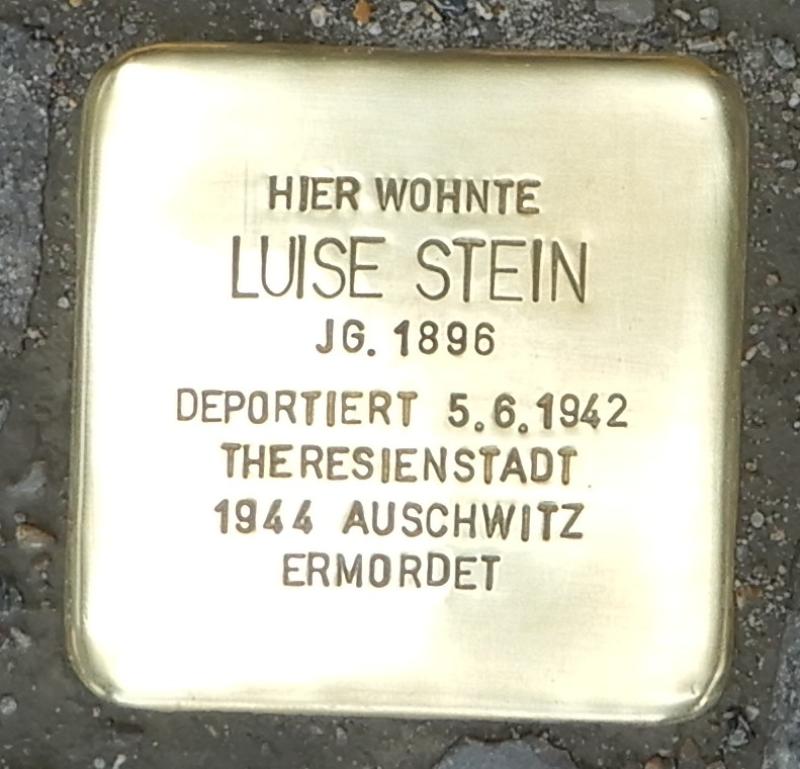 HIER WOHNTE
LUISE STEIN
JG. 1896
DEPORTIERT 5.6.1942
THERESIENSTADT
1944 AUSCHWITZ
ERMORDET